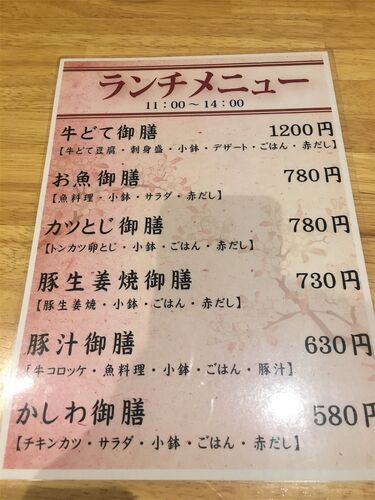 ランチメニュー
11：00～14：00
牛どて御膳 1200円
【牛どて豆腐・刺身盛・小鉢・デザート・ごはん・赤だし】
お魚御膳 780円
【魚料理・小鉢・サラダ・赤だし】
カツとじ御膳 780円
【トンカツ卵とじ・小鉢・ごはん・赤だし】
豚生姜焼御膳 730円
【豚生姜焼・小鉢・ごはん・赤だし】
豚汁御膳 630円
【牛コロッケ・魚料理・小鉢・ごはん・豚汁】
かしわ御膳 580円
【チキンカツ・サラダ・小鉢・ごはん・赤だし】